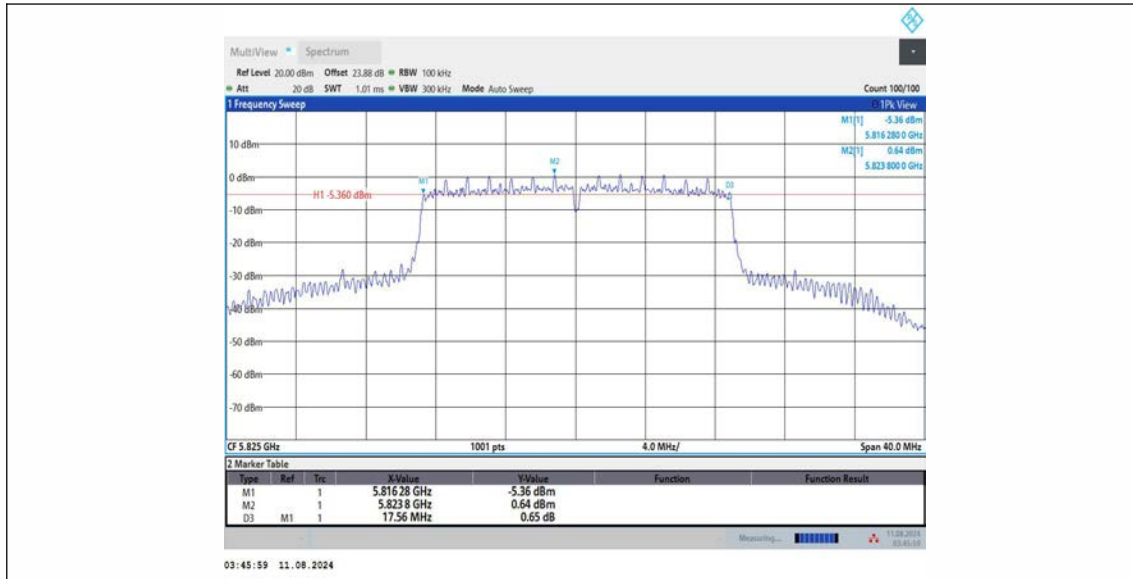 MultiView Spectrum
Ref Level 20.00 dBm Offset 23.88 dB RBW 100 kHz
Att 20 dB SWT 1.01 ms VBW 300 kHz Mode Auto Sweep Count 100/100
1 Frequency Sweep 1Pk View
M1[1] -5.36 dBm
5.816 280 0 GHz
M2[1] 0.64 dBm
5.823 800 0 GHz
10 dBm
0 dBm
M1
M2
D3
H1 -5.360 dBm
-10 dBm
-20 dBm
-30 dBm
-40 dBm
-50 dBm
-60 dBm
-70 dBm
CF 5.825 GHz 1001 pts 4.0 MHz/ Span 40.0 MHz
2 Marker Table
Type Ref Trc X-Value Y-Value Function Function Result
M1 1 5.816 28 GHz -5.36 dBm
M2 1 5.823 8 GHz 0.64 dBm
D3 M1 1 17.56 MHz 0.65 dB
Measuring... 11.08.2024
03:45:59
03:45:59 11.08.2024